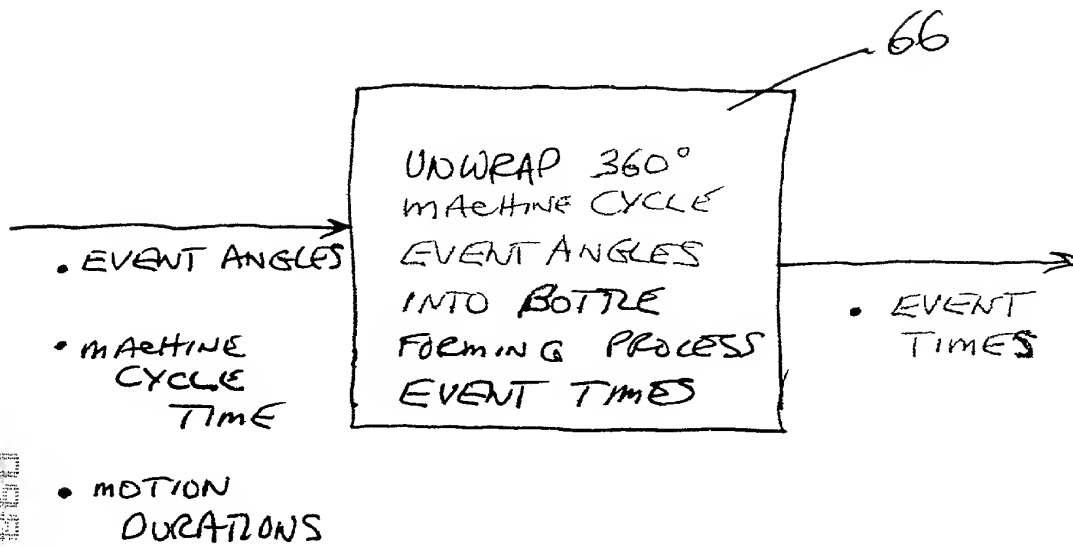 66
UNWRAP 360°
MACHINE CYCLE
EVENT ANGLES
INTO BOTTLE
FORMING PROCESS
EVENT TIMES
• EVENT ANGLES
• MACHINE
CYCLE
TIME
• MOTION
DURATIONS
• EVENT
TIMES